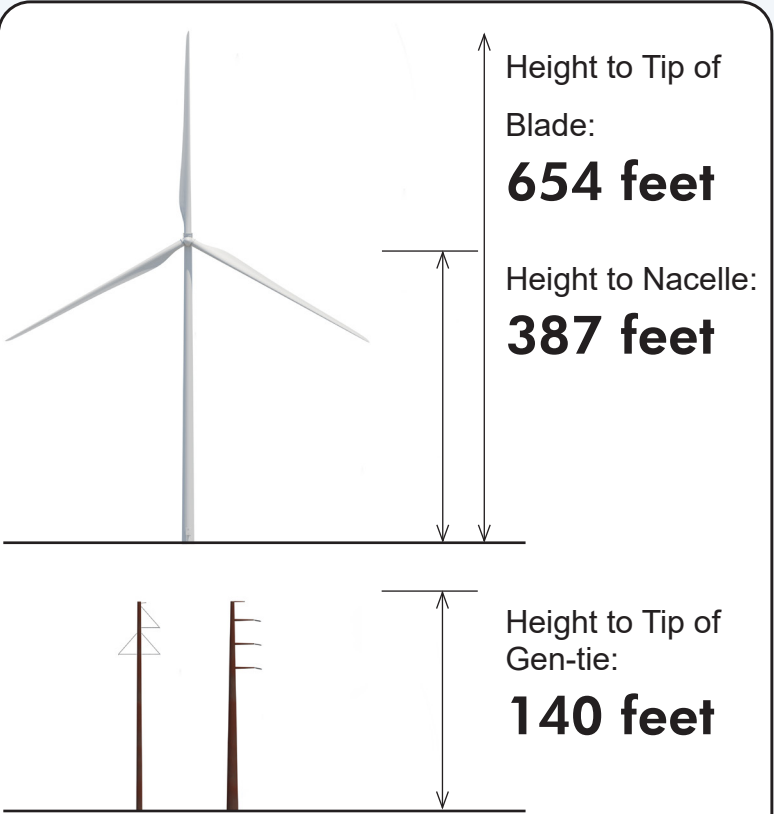 Height to Tip of
Blade:
654 feet
Height to Nacelle:
387 feet
Height to Tip of
Gen-tie:
140 feet